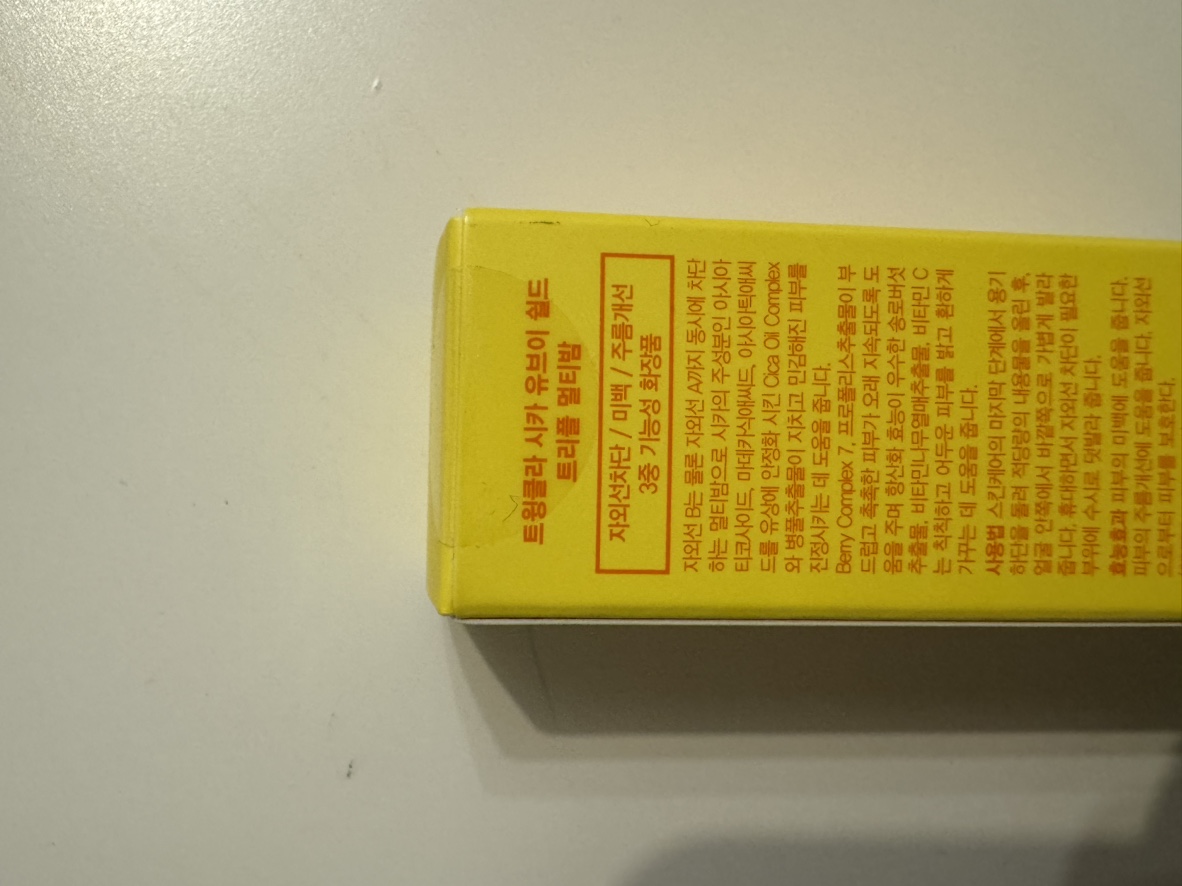 트윙클라 시카 유브이 쉴드
트리플 멀티밤
자외선차단 / 미백 / 주름개선
3중 기능성 화장품
자외선 B는 물론 자외선 A까지 동시에 차단
하는 멀티밤으로 시카의 주성분인 아시아
티코사이드, 마데카식애씨드, 아시아틱애씨
드를 유상에 안정화 시킨 Cica Oil Complex
와 병풀추출물이 지치고 민감해진 피부를
진정시키는 데 도움을 줍니다.
Berry Complex 7, 프로폴리스추출물이 부
드럽고 촉촉한 피부가 오래 지속되도록 도
움을 주며 항산화 효능이 우수한 송로버섯
추출물, 비타민나무열매추출물, 비타민 C
는 칙칙하고 어두운 피부를 밝고 환하게
가꾸는 데 도움을 줍니다.
사용법 스킨케어의 마지막 단계에서 용기
하단을 돌려 적당량의 내용물을 올린 후,
얼굴 안쪽에서 바깥쪽으로 가볍게 발라
줍니다. 휴대하면서 자외선 차단이 필요한
부위에 수시로 덧발라 줍니다.
효능효과 피부의 미백에 도움을 줍니다,
피부의 주름개선에 도움을 줍니다, 자외선
으로부터 피부를 보호한다.